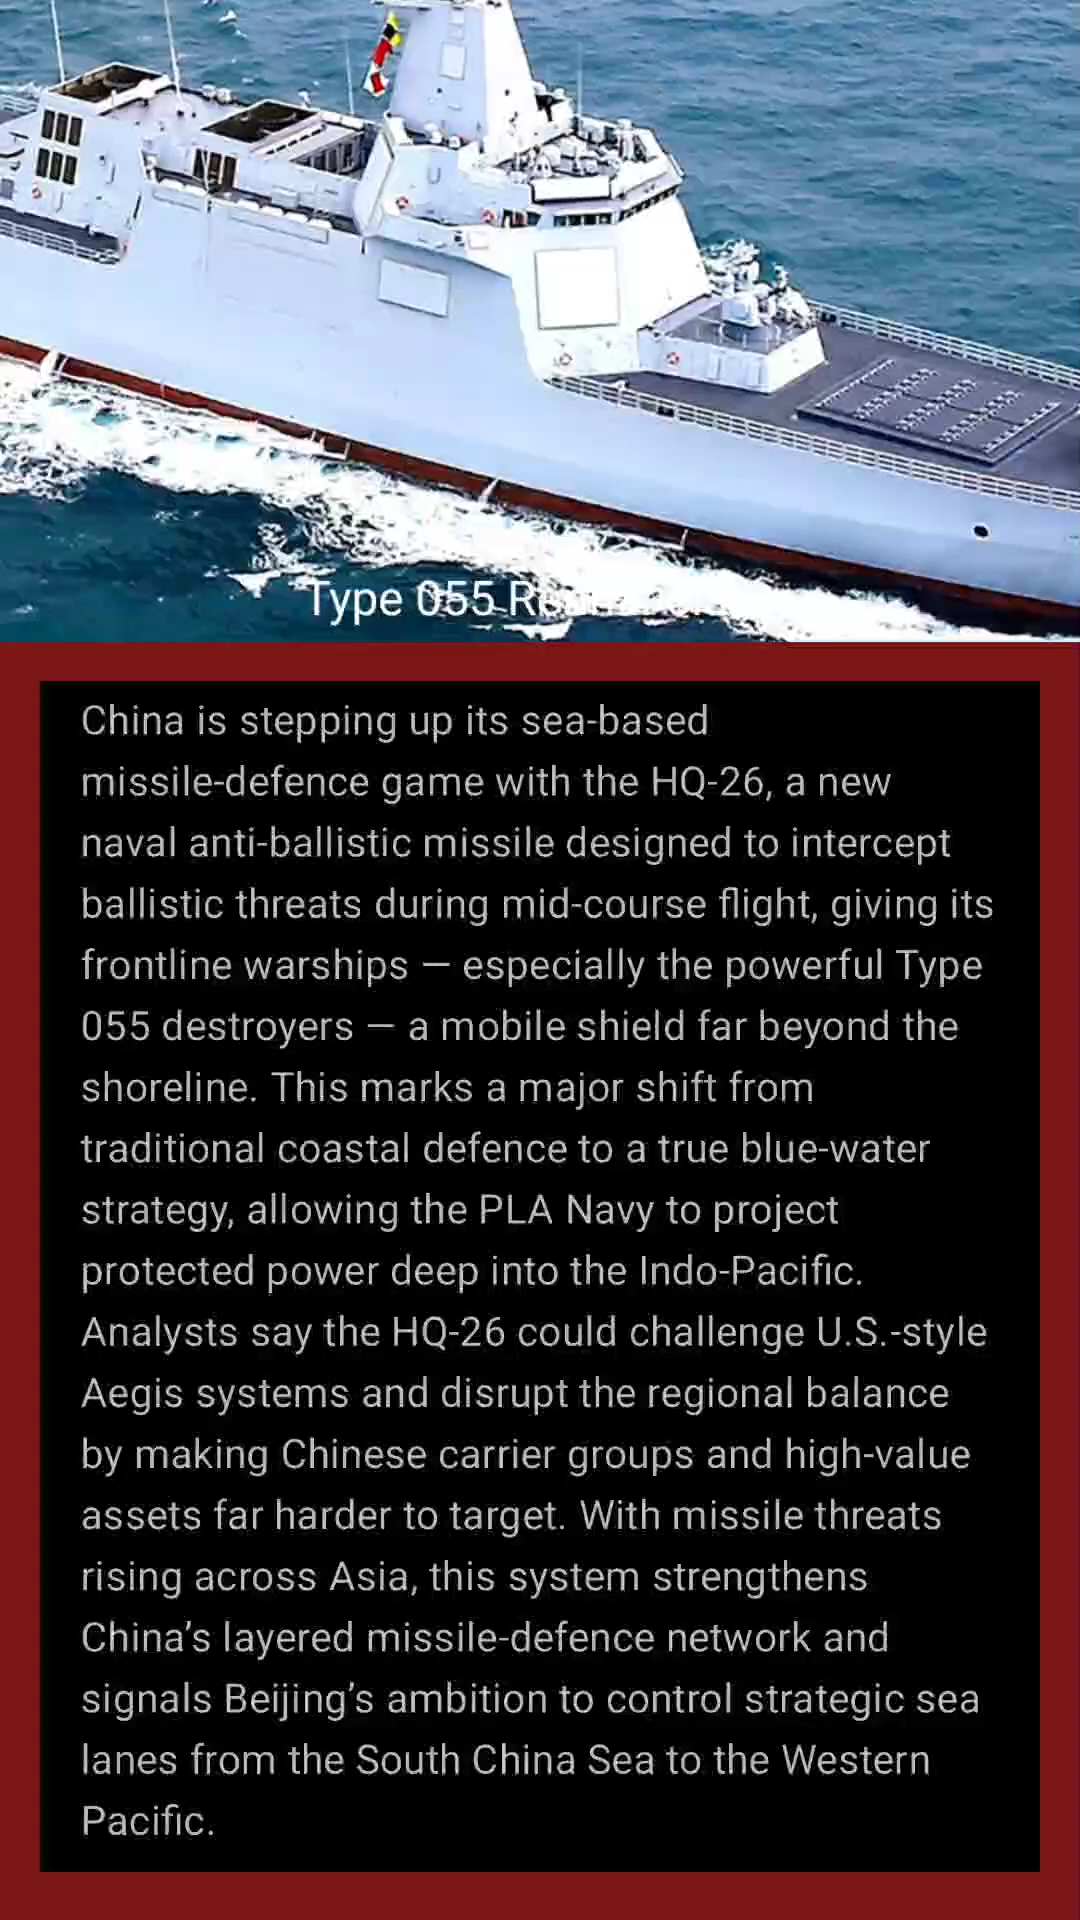 Type 055 Renhai
China is stepping up its sea-based
missile-defence game with the HQ-26, a new
naval anti-ballistic missile designed to intercept
ballistic threats during mid-course flight, giving its
frontline warships — especially the powerful Type
055 destroyers — a mobile shield far beyond the
shoreline. This marks a major shift from
traditional coastal defence to a true blue-water
strategy, allowing the PLA Navy to project
protected power deep into the Indo-Pacific.
Analysts say the HQ-26 could challenge U.S.-style
Aegis systems and disrupt the regional balance
by making Chinese carrier groups and high-value
assets far harder to target. With missile threats
rising across Asia, this system strengthens
China’s layered missile-defence network and
signals Beijing’s ambition to control strategic sea
lanes from the South China Sea to the Western
Pacific.